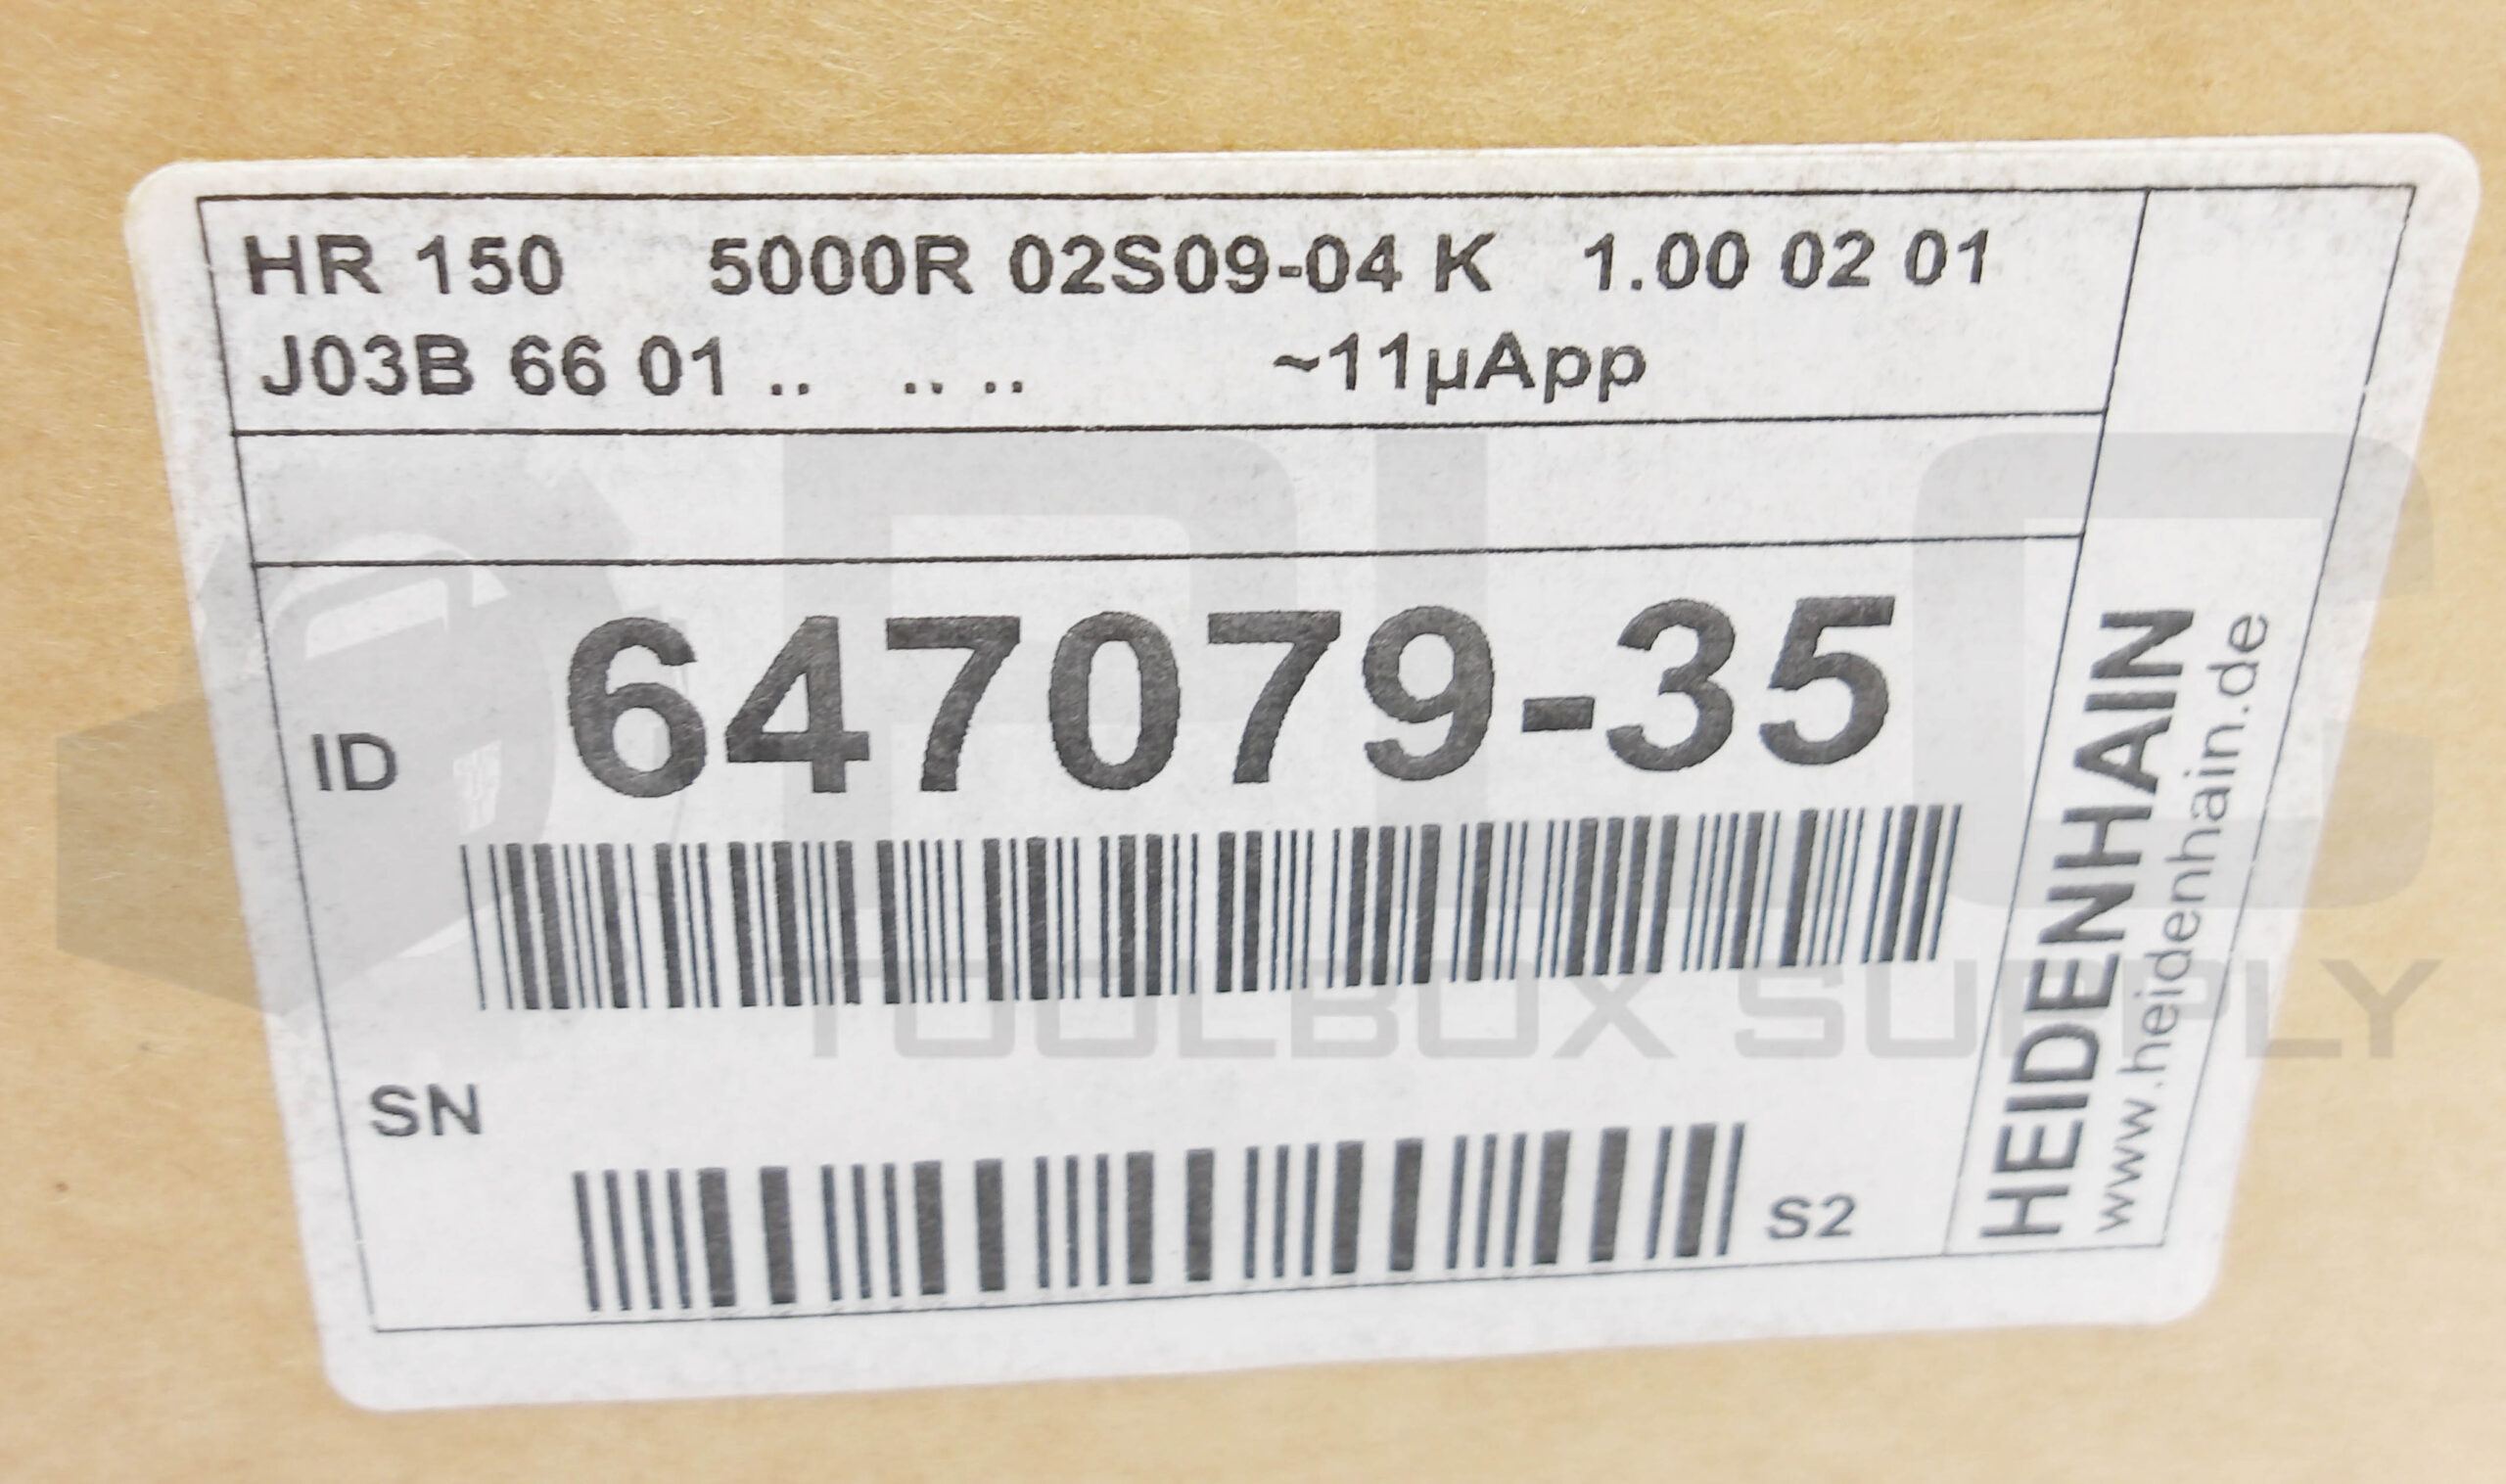 HR 150 5000R 02S09-04 K 1.00 02 01
J03B 66 01 .. .. .. ~11µApp
ID 647079-35
SN
S2
HEIDENHAIN
www.heidenhain.de
PLC
TOOLBOX SUPPLY